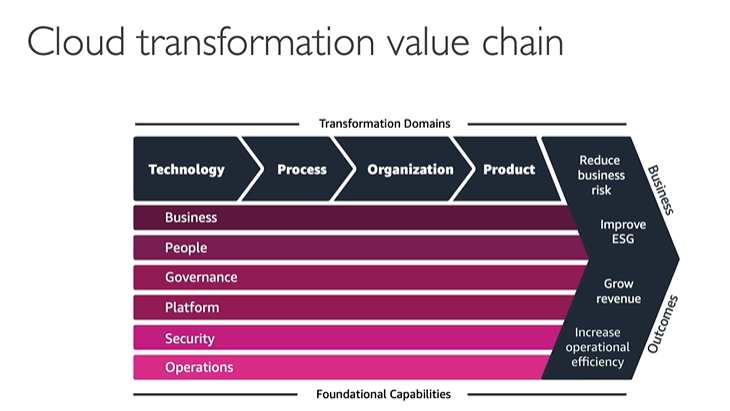 Cloud transformation value chain
Transformation Domains
Technology
Process
Organization
Product
Reduce
business
risk
Improve
ESG
Grow
revenue
Increase
operational
efficiency
Business
Outcomes
Business
People
Governance
Platform
Security
Operations
Foundational Capabilities